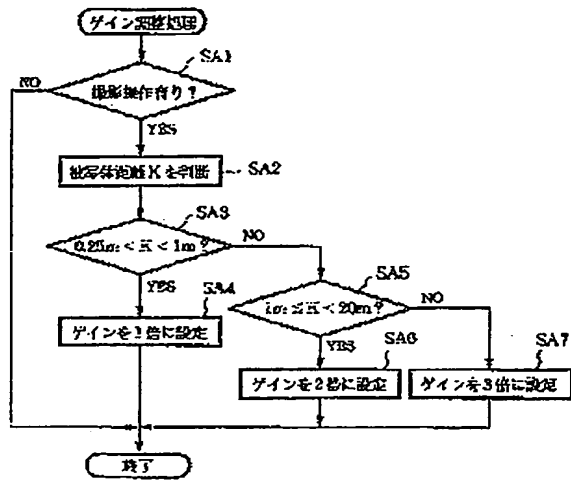 ゲイン調整処理
SA1
撮影操作有り?
NO
YES
被写体距離Kを判断
SA2
SA3
0.25m<K<1m?
NO
YES
SA4
SA5
1m≦K<20m?
NO
ゲインを1倍に設定
YES
SA6
SA7
ゲインを2倍に設定
ゲインを3倍に設定
終了